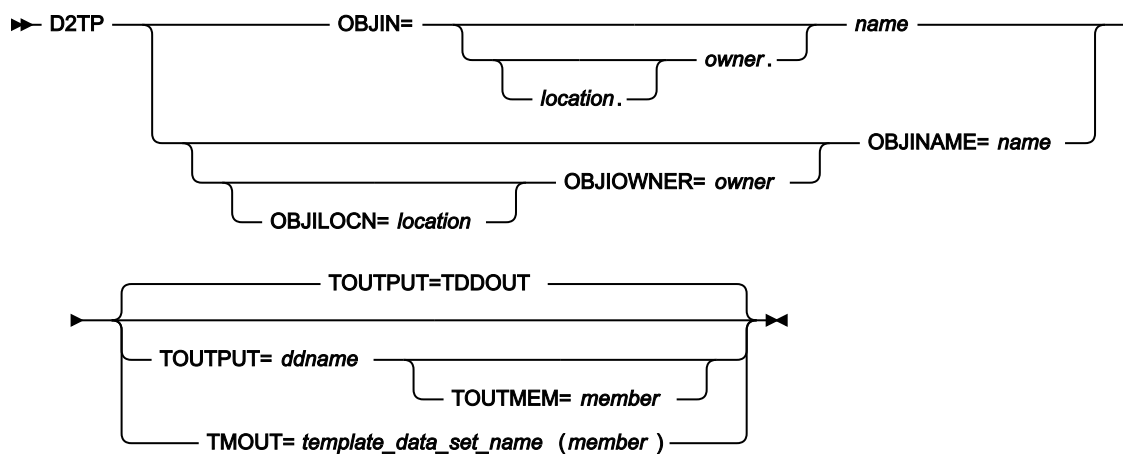 D2TP OBJIN= name
owner.
location.
OBJINAME= name
OBJIOWNER= owner
OBJILOCN= location
TOUTPUT=TDDOUT
TOUTPUT= ddname
TOUTMEM= member
TMOUT= template_data_set_name (member )